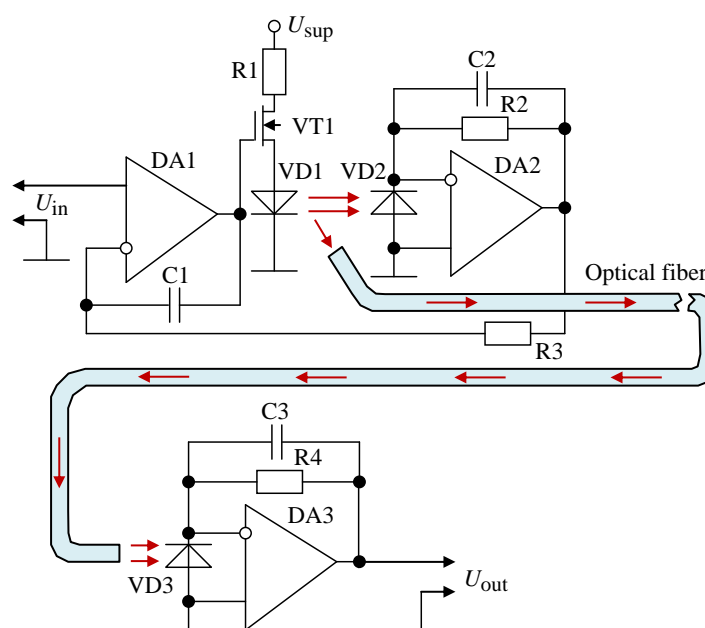 U_sup
R1
VT1
C2
R2
DA1
VD1
VD2
DA2
U_in
C1
Optical fiber
R3
C3
R4
DA3
VD3
U_out